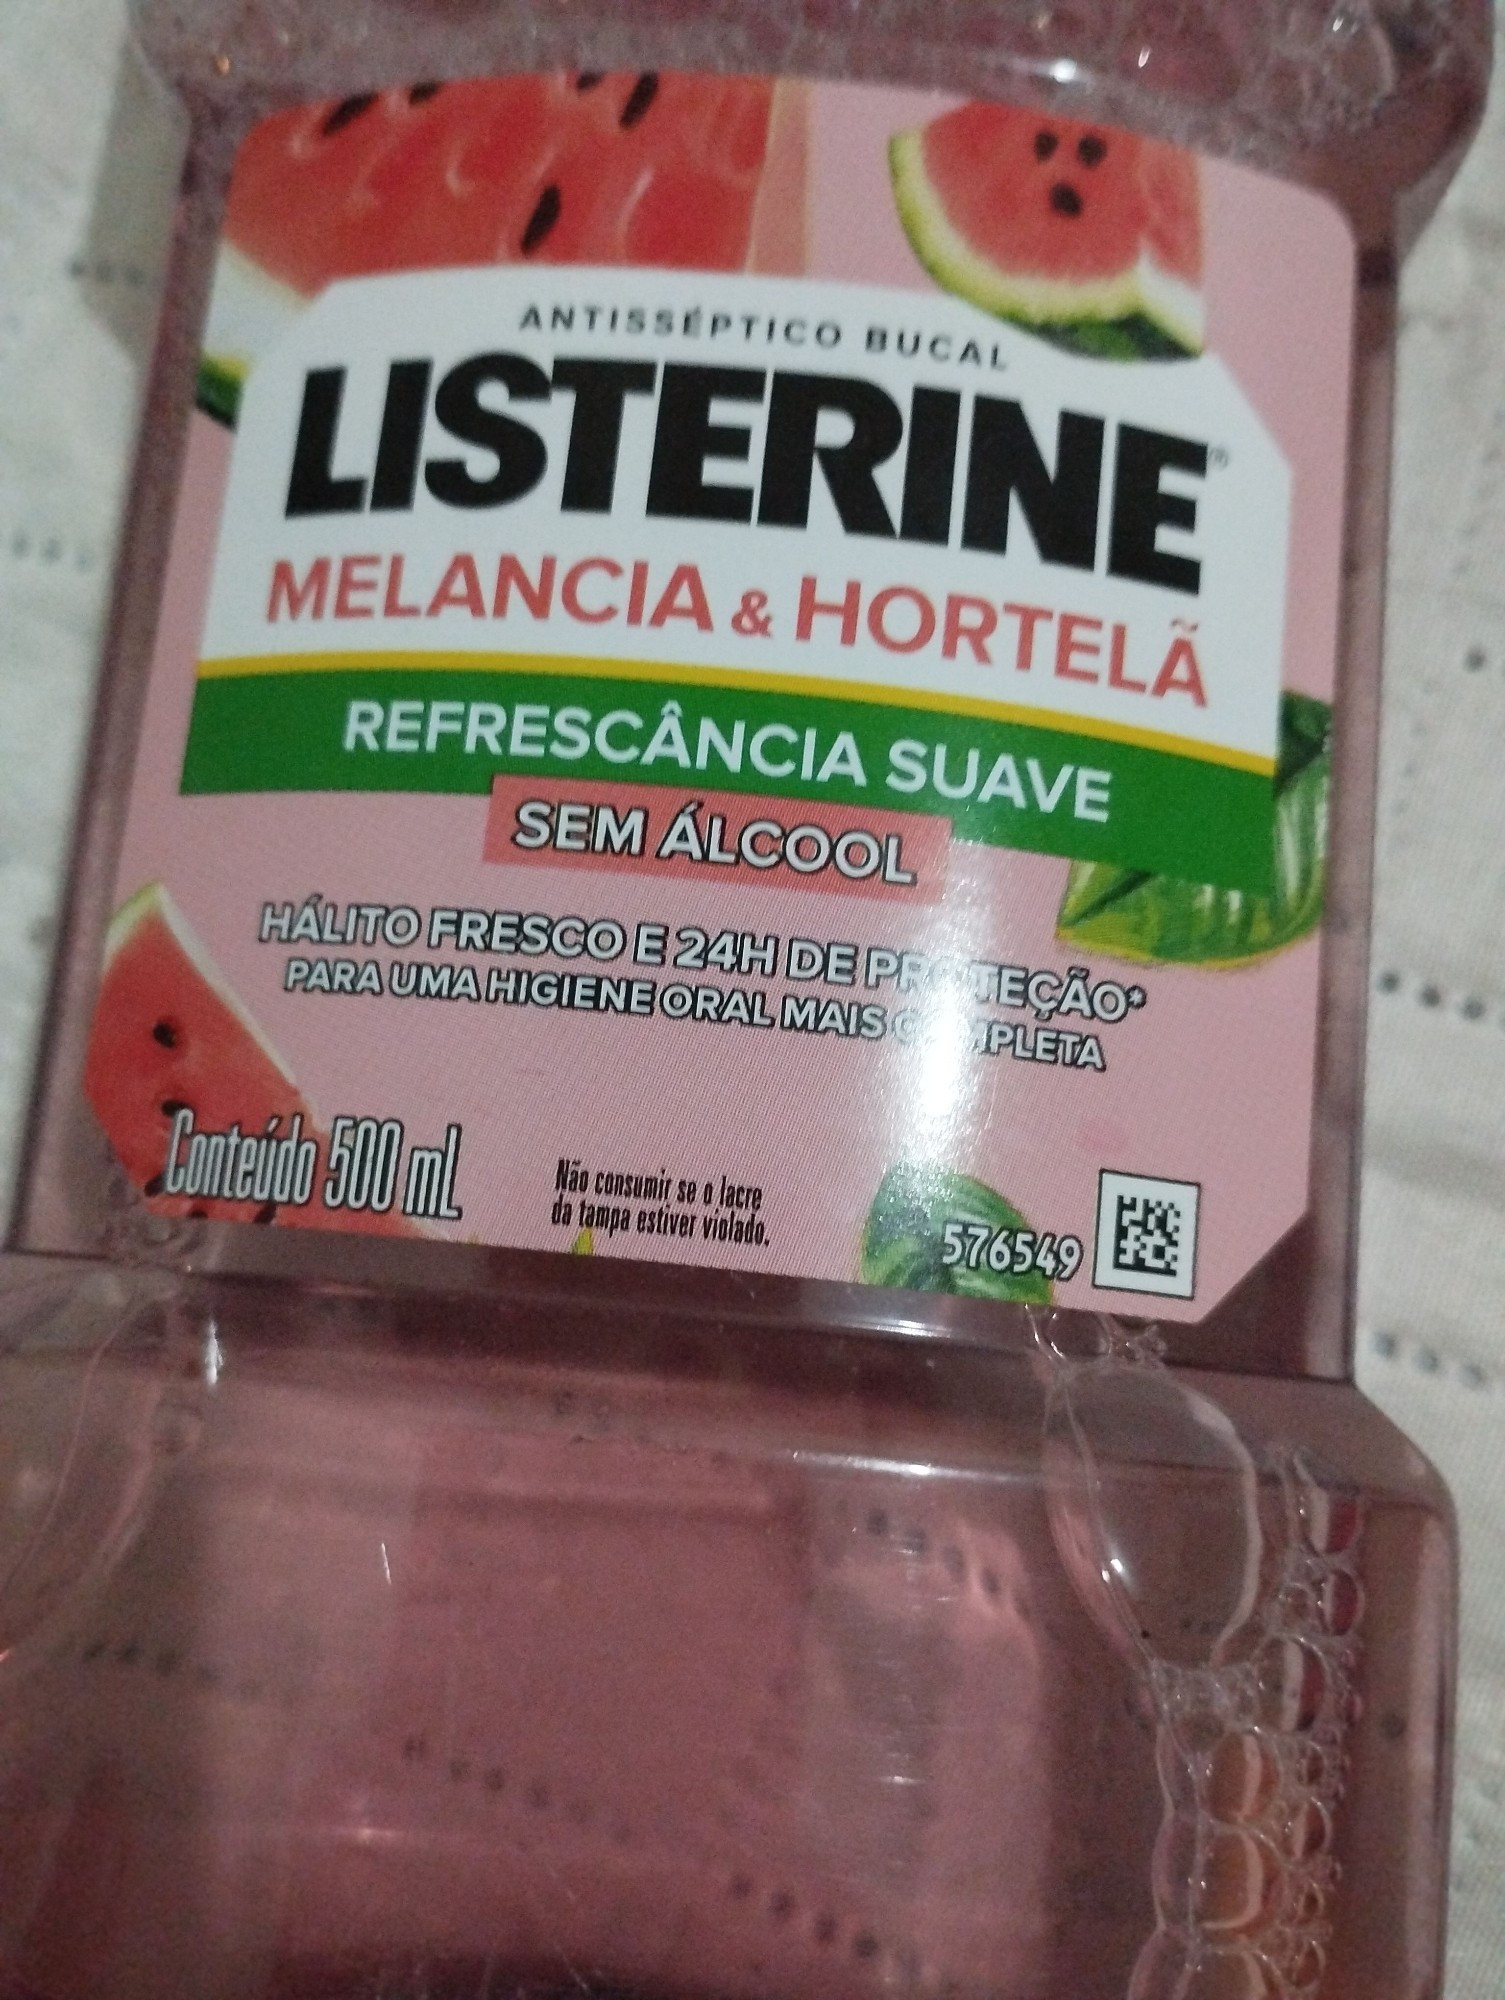 ANTISSÉPTICO BUCAL
LISTERINE®
MELANCIA & HORTELÃ
REFRESCÂNCIA SUAVE
SEM ÁLCOOL
HÁLITO FRESCO E 24H DE PROTEÇÃO*
PARA UMA HIGIENE ORAL MAIS COMPLETA
Conteúdo 500 mL
Não consumir se o lacre
da tampa estiver violado.
576549